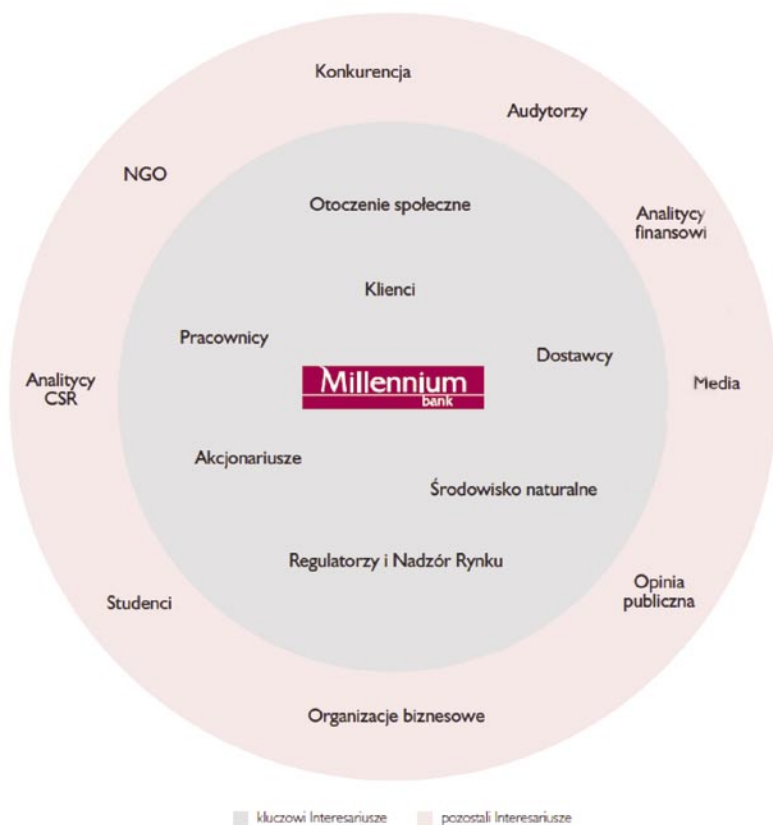 Konkurencja
Audytorzy
NGO
Otoczenie społeczne
Analitycy
finansowi
Klienci
Pracownicy
Dostawcy
Analitycy
CSR
Millennium
bank
Media
Akcjonariusze
Środowisko naturalne
Regulatorzy i Nadzór Rynku
Opinia
publiczna
Studenci
Organizacje biznesowe
kluczowi Interesariusze
pozostali Interesariusze